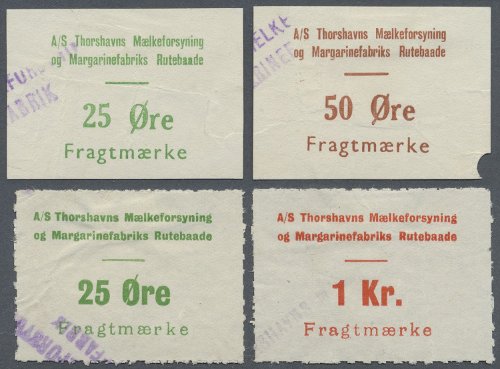 A/S Thorshavns Mælkeforsyning
og Margarinefabriks Rutebaade
25 Øre
Fragtmærke
A/S Thorshavns Mælkeforsyning
og Margarinefabriks Rutebaade
50 Øre
Fragtmærke
A/S Thorshavns Mælkeforsyning
og Margarinefabriks Rutebaade
25 Øre
Fragtmærke
FABRIK
A/S Thorshavns Mælkeforsyning
og Margarinefabriks Rutebaade
1 Kr.
Fragtmærke